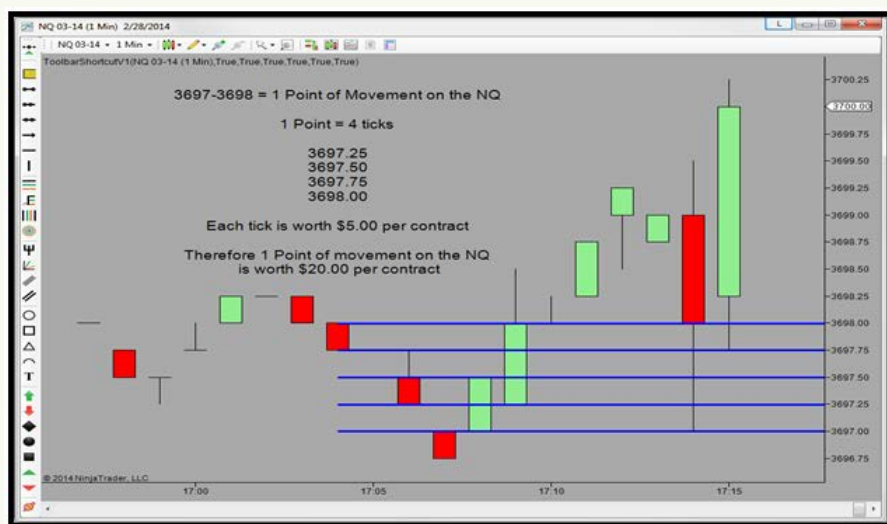 NQ 03-14 (1 Min) 2/28/2014
L
NQ 03-14 1 Min
ToolbarShortcutV1(NQ 03-14 (1 Min),True,True,True,True,True,True)
3697-3698 = 1 Point of Movement on the NQ
1 Point = 4 ticks
3697.25
3697.50
3697.75
3698.00
Each tick is worth $5.00 per contract
Therefore 1 Point of movement on the NQ
is worth $20.00 per contract
3700.25
3700.00
3699.75
3699.50
3699.25
3699.00
3698.75
3698.50
3698.25
3698.00
3697.75
3697.50
3697.25
3697.00
3696.75
T
© 2014 NinjaTrader, LLC
17:00
17:05
17:10
17:15